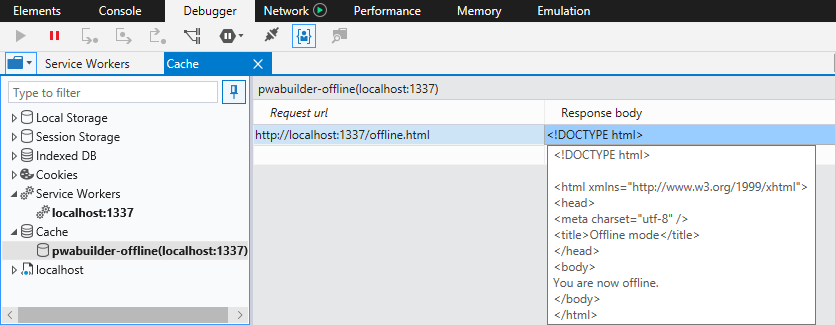 Elements Console Debugger Network Performance Memory Emulation
Service Workers Cache
Type to filter
Local Storage
Session Storage
Indexed DB
Cookies
Service Workers
localhost:1337
Cache
pwabuilder-offline(localhost:1337)
localhost
pwabuilder-offline(localhost:1337)
Request url Response body
http://localhost:1337/offline.html <!DOCTYPE html>
<!DOCTYPE html>
<html xmlns="http://www.w3.org/1999/xhtml">
<head>
<meta charset="utf-8" />
<title>Offline mode</title>
</head>
<body>
You are now offline.
</body>
</html>